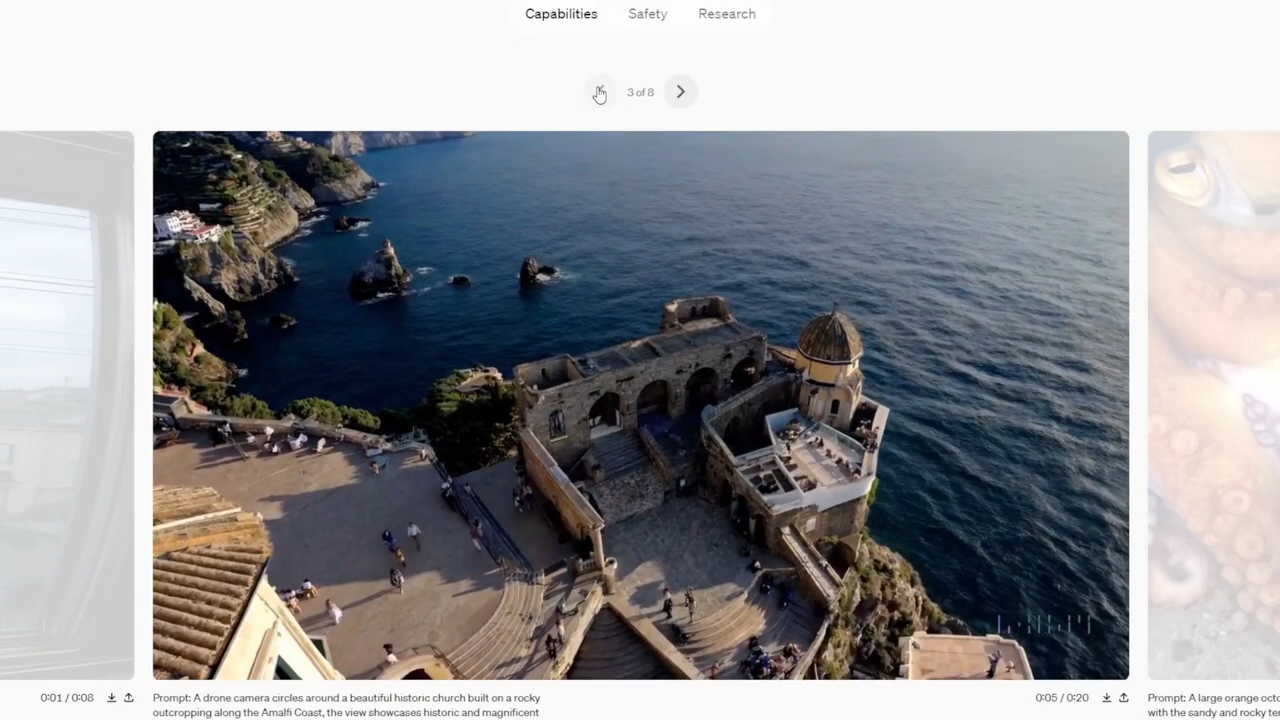 Capabilities Safety Research
3 of 8
0:01 / 0:08
Prompt: A drone camera circles around a beautiful historic church built on a rocky
outcropping along the Amalfi Coast, the view showcases historic and magnificent
0:05 / 0:20
Prompt: A large orange octo
with the sandy and rocky ter